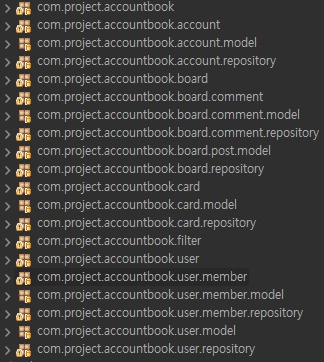 com.project.accountbook
com.project.accountbook.account
com.project.accountbook.account.model
com.project.accountbook.account.repository
com.project.accountbook.board
com.project.accountbook.board.comment
com.project.accountbook.board.comment.model
com.project.accountbook.board.comment.repository
com.project.accountbook.board.post.model
com.project.accountbook.board.repository
com.project.accountbook.card
com.project.accountbook.card.model
com.project.accountbook.card.repository
com.project.accountbook.filter
com.project.accountbook.user
com.project.accountbook.user.member
com.project.accountbook.user.member.model
com.project.accountbook.user.member.repository
com.project.accountbook.user.model
com.project.accountbook.user.repository